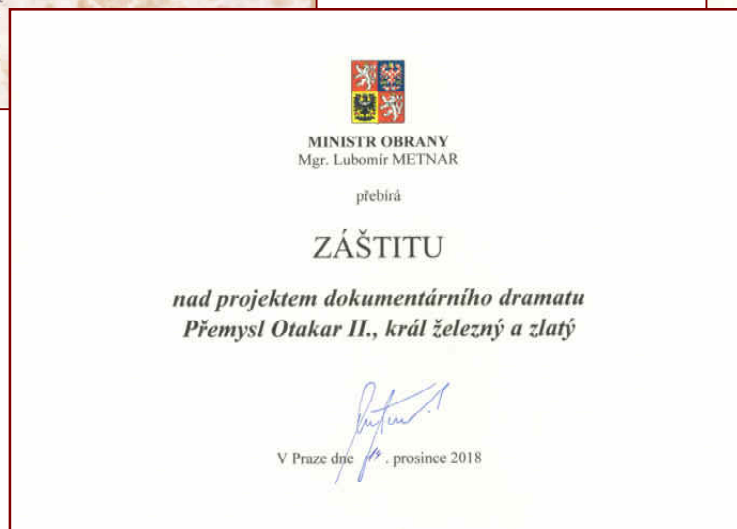 MINISTR OBRANY
Mgr. Lubomír METNAR
přebírá
ZÁŠTITU
nad projektem dokumentárního dramatu
Přemysl Otakar II., král železný a zlatý
V Praze dne . prosince 2018